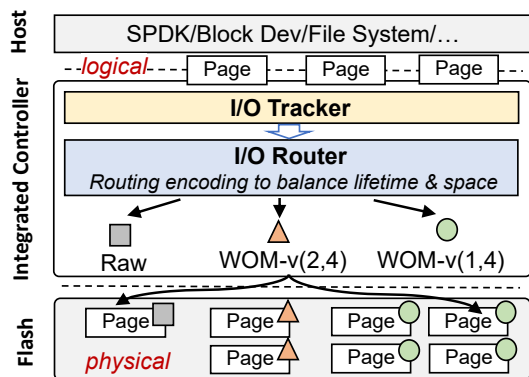 Host
SPDK/Block Dev/File System/...
logical
Page
Page
Page
Integrated Controller
I/O Tracker
I/O Router
Routing encoding to balance lifetime & space
Raw
WOM-v(2,4)
WOM-v(1,4)
Flash
Page
Page
Page
Page
physical
Page
Page
Page